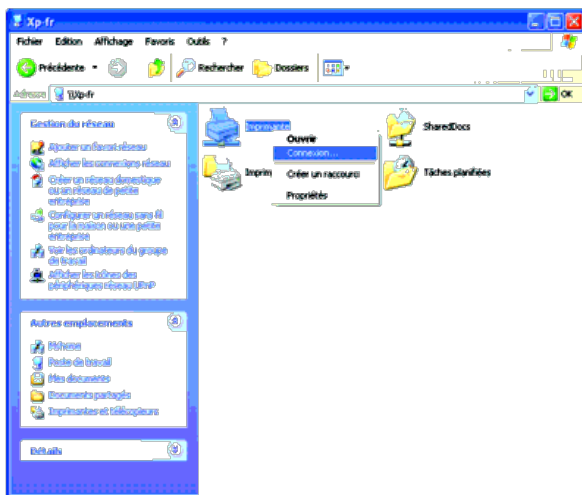 Xp-fr
Fichier Edition Affichage Favoris Outils ?
Précédente Rechercher Dossiers
Adresse \\Xp-fr OK
Gestion du réseau
Ajouter un favori réseau
Afficher les connexions réseau
Créer un réseau domestique
ou un réseau de petite
entreprise
Configurer un réseau sans fil
pour la maison ou une petite
entreprise
Voir les ordinateurs du groupe
de travail
Afficher les icônes des
périphériques réseau UPnP
Autres emplacements
Poste de travail
Mes documents
Documents partagés
Imprimantes et télécopieurs
Détails
Imprimante
SharedDocs
Ouvrir
Connexion...
Créer un raccourci
Propriétés
Imprim
Tâches planifiées